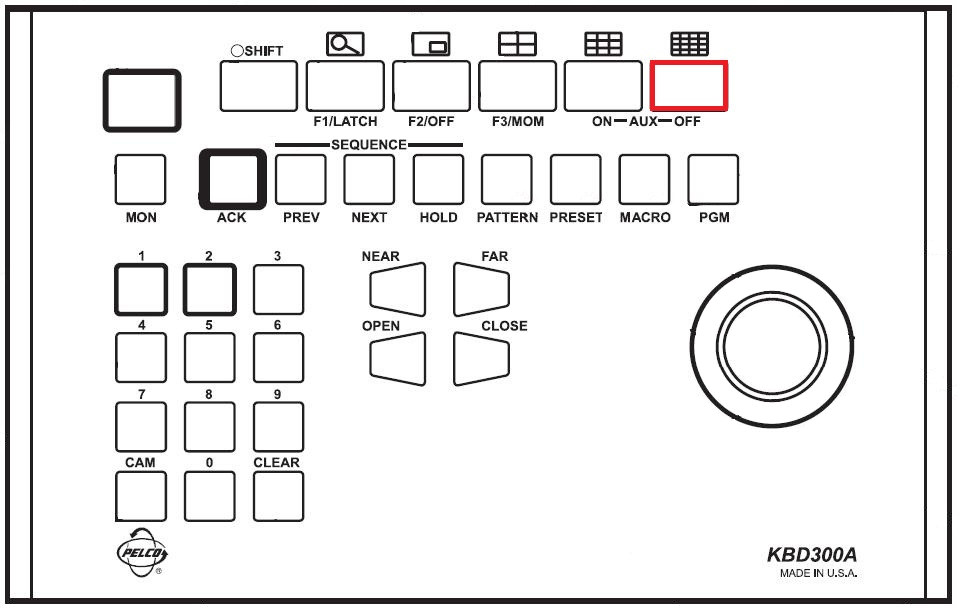 SHIFT
F1/LATCH F2/OFF F3/MOM ON AUX OFF
SEQUENCE
MON ACK PREV NEXT HOLD PATTERN PRESET MACRO PGM
1 2 3 NEAR FAR
4 5 6 OPEN CLOSE
7 8 9
CAM 0 CLEAR
PELCO ®
KBD300A
MADE IN U.S.A.